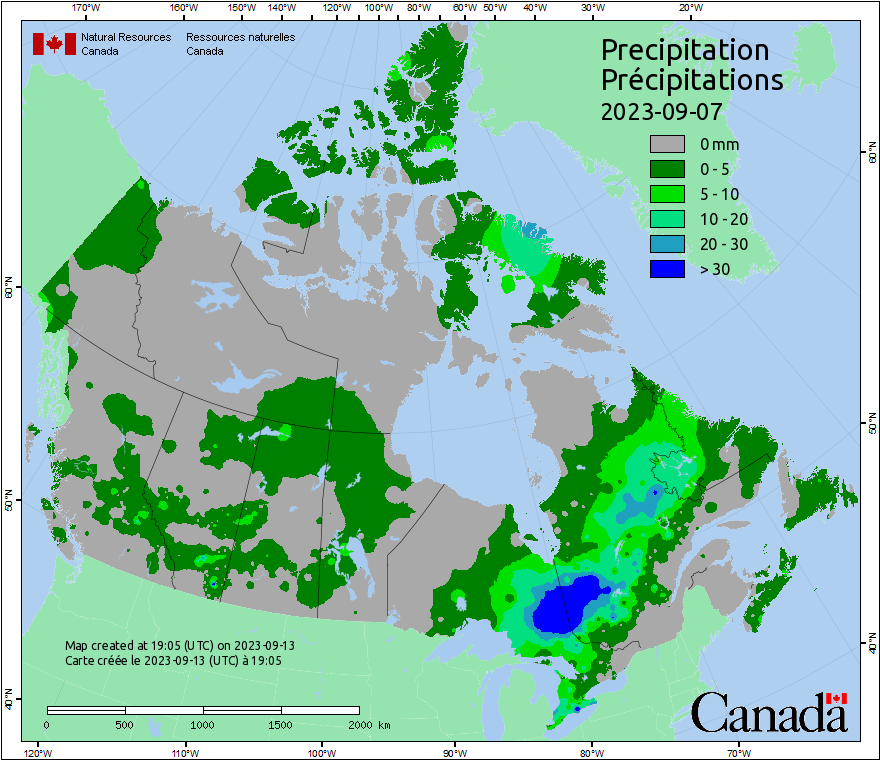 170°W 160°W 150°W 140°W 120°W 100°W 80°W 60°W 50°W 40°W 30°W 20°W
Natural Resources Ressources naturelles
Canada Canada
Precipitation
Précipitations
2023-09-07
0 mm
0 - 5
5 - 10
10 - 20
20 - 30
> 30
60°N
60°N
50°N
50°N
40°N
40°N
Map created at 19:05 (UTC) on 2023-09-13
Carte créée le 2023-09-13 (UTC) à 19:05
0 500 1000 1500 2000 km
Canada
120°W 110°W 100°W 90°W 80°W 70°W